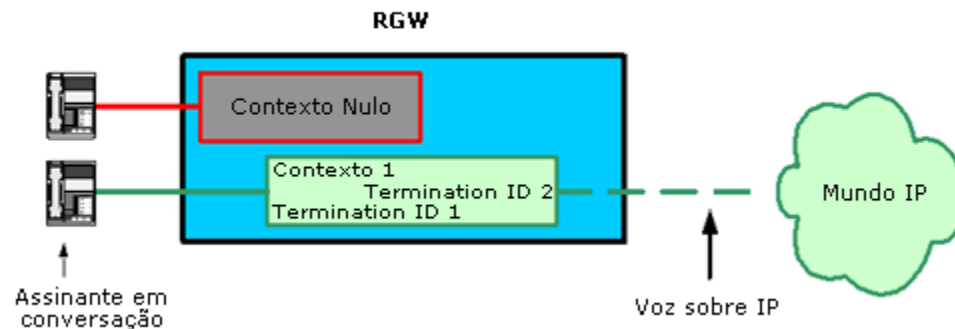 RGW
Contexto Nulo
Contexto 1
Termination ID 2
Termination ID 1
Mundo IP
Assinante em
conversação
Voz sobre IP